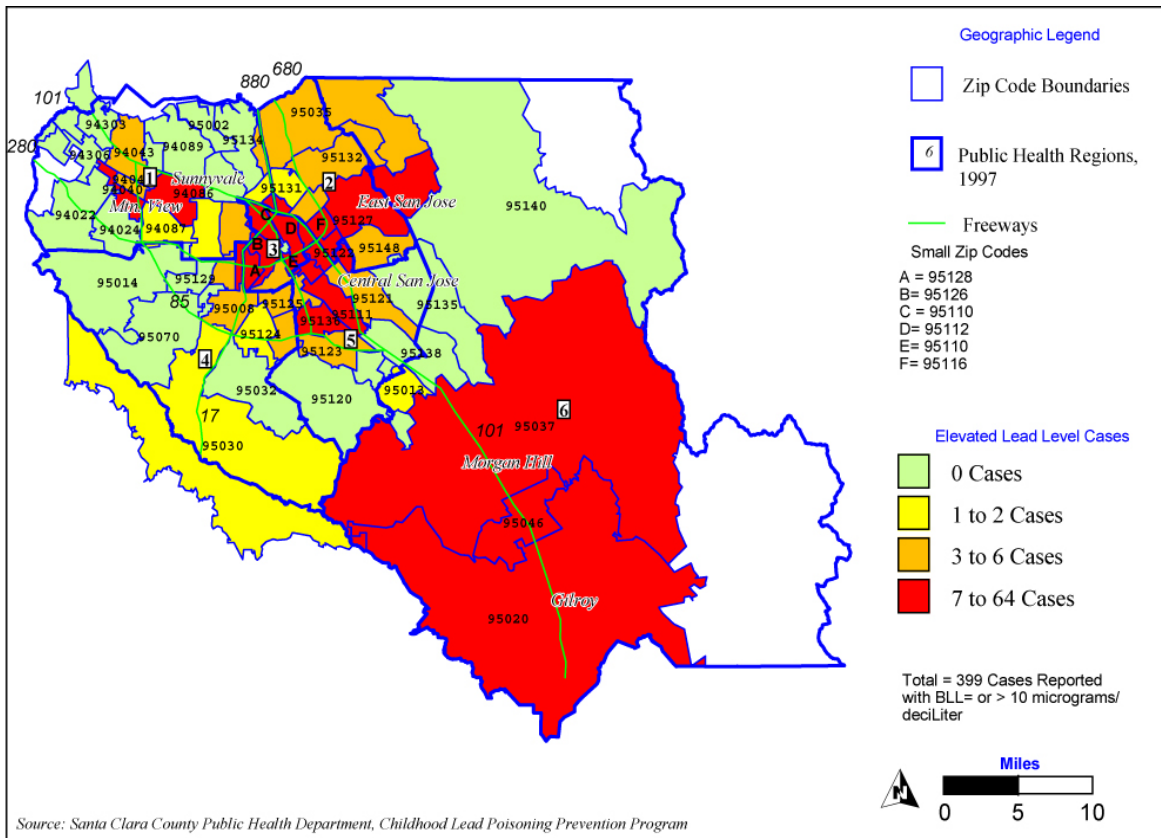 Geographic Legend
Zip Code Boundaries
6 Public Health Regions,
1997
Freeways
Small Zip Codes
A = 95128
B= 95126
C = 95110
D= 95112
E= 95110
F= 95116
Elevated Lead Level Cases
0 Cases
1 to 2 Cases
3 to 6 Cases
7 to 64 Cases
Total = 399 Cases Reported
with BLL= or > 10 micrograms/
deciLiter
Miles
N
0 5 10
680
880
101
280
94303
95002
95035
95134
94306
94043
94089
95132
94040
1
Sunnyvale
94086
95131
2
East San Jose
95127
95140
Mtn. View
94022
94024
94087
C
D
F
B
3
95122
95148
A
E
Central San Jose
95014
95129
85
95008
95125
95121
95135
95136
95111
95070
95124
5
95123
4
95138
95032
95120
95013
17
95030
6
101
95037
Morgan Hill
95046
Gilroy
95020
Source: Santa Clara County Public Health Department, Childhood Lead Poisoning Prevention Program